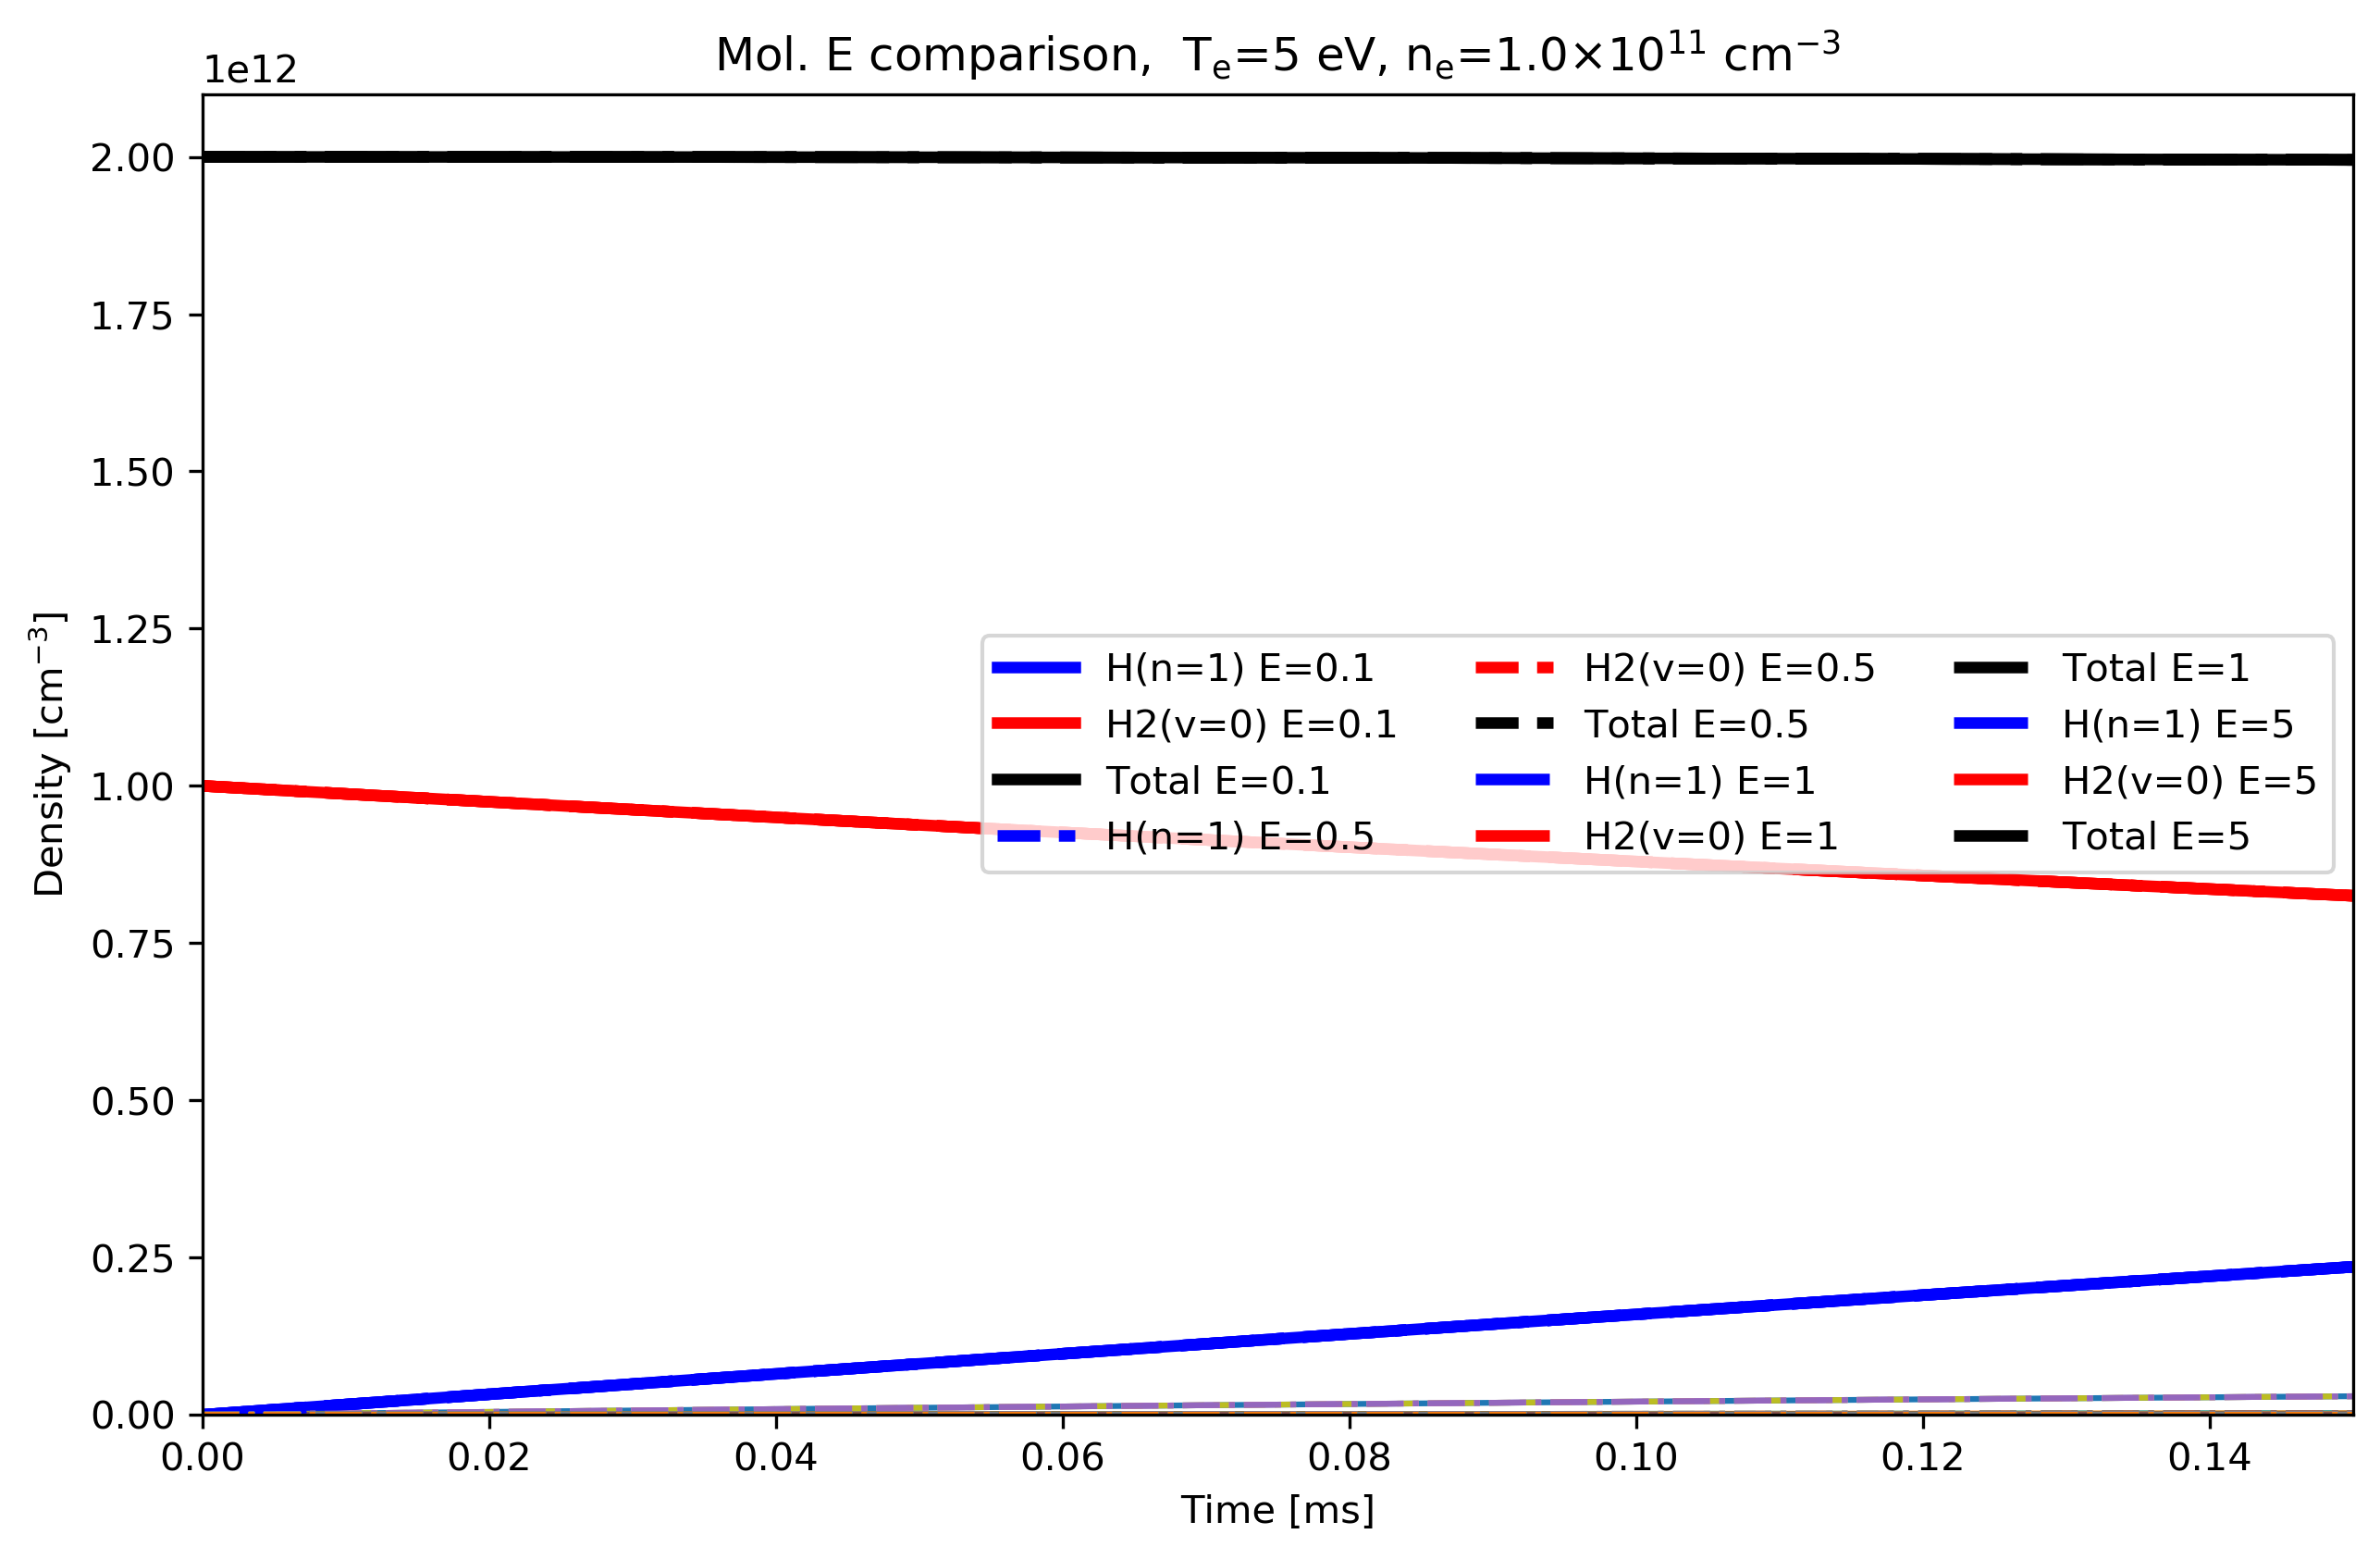 Mol. E comparison, Tₑ=5 eV, nₑ=1.0×10¹¹ cm⁻³
1e12
2.00
1.75
1.50
1.25
1.00
0.75
0.50
0.25
0.00
Density [cm⁻³]
H(n=1) E=0.1
H2(v=0) E=0.1
Total E=0.1
H(n=1) E=0.5
H2(v=0) E=0.5
Total E=0.5
H(n=1) E=1
H2(v=0) E=1
Total E=1
H(n=1) E=5
H2(v=0) E=5
Total E=5
0.00 0.02 0.04 0.06 0.08 0.10 0.12 0.14
Time [ms]